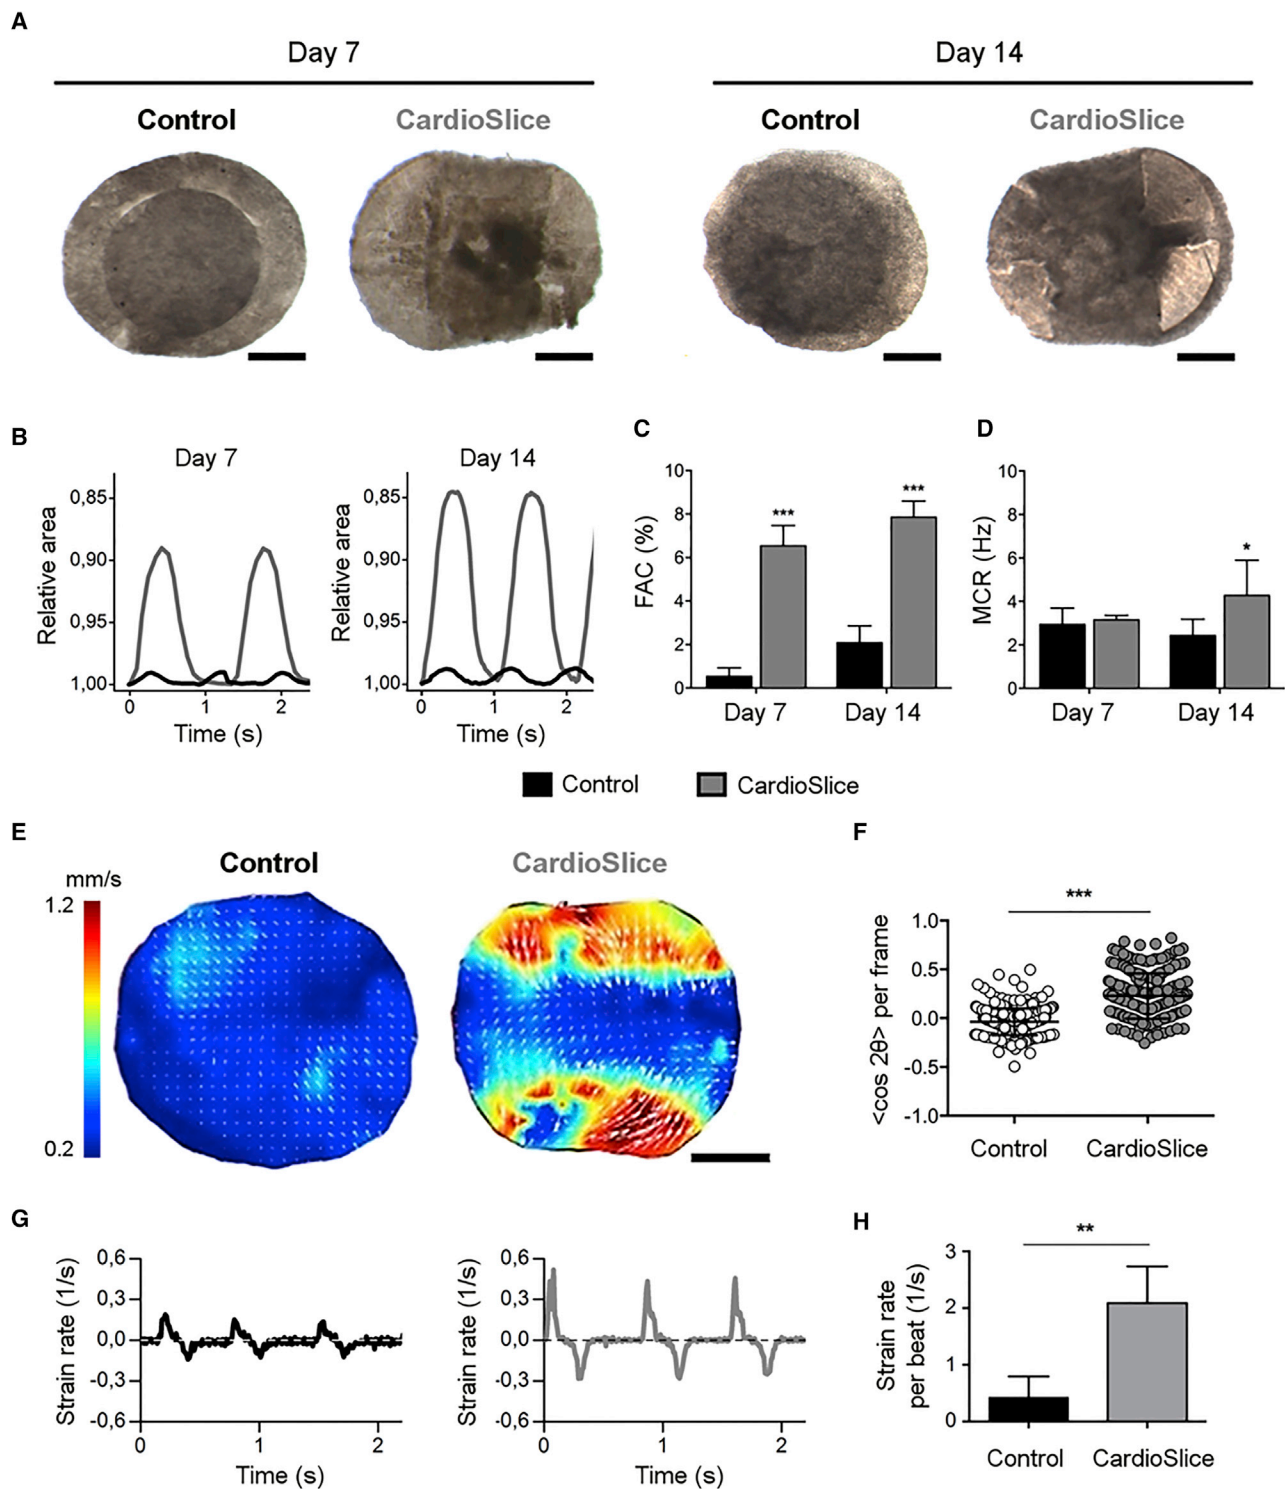 A
Day 7
Day 14
Control
CardioSlice
Control
CardioSlice
B
Day 7
Relative area
0,85
0,90
0,95
1,00
0
1
2
Time (s)
Day 14
Relative area
0,85
0,90
0,95
1,00
0
1
2
Time (s)
C
FAC (%)
10
8
6
4
2
0
***
***
Day 7
Day 14
D
MCR (Hz)
10
8
6
4
2
0
*
Day 7
Day 14
Control
CardioSlice
E
Control
CardioSlice
mm/s
1.2
0.2
F
<cos 2θ> per frame
1.0
0.5
0.0
-0.5
-1.0
***
Control
CardioSlice
G
Strain rate (1/s)
0,6
0,3
0,0
-0,3
-0,6
0
1
2
Time (s)
Strain rate (1/s)
0,6
0,3
0,0
-0,3
-0,6
0
1
2
Time (s)
H
Strain rate
per beat (1/s)
3
2
1
0
**
Control
CardioSlice